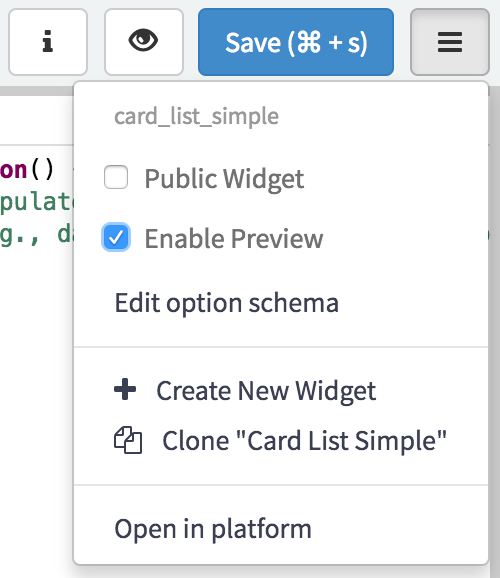 Save (⌘ + s)
card_list_simple
on() {
Public Widget
pulate
Enable Preview
g., da
Edit option schema
Create New Widget
Clone "Card List Simple"
Open in platform